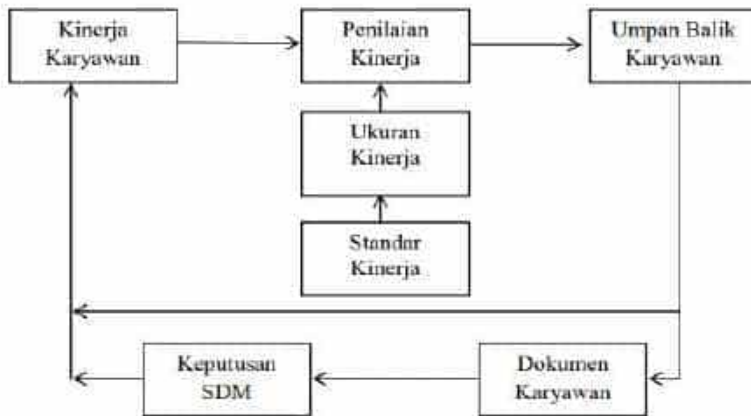 Kinerja
Karyawan
Penilaian
Kinerja
Umpan Balik
Karyawan
Ukuran
Kinerja
Standar
Kinerja
Keputusan
SDM
Dokumen
Karyawan